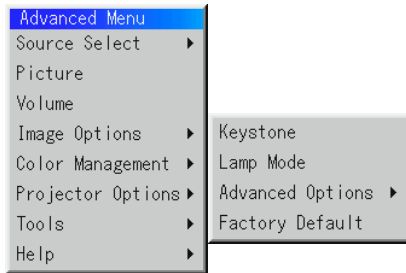 Advanced Menu
Source Select
Picture
Volume
Image Options
Color Management
Projector Options
Tools
Help
Keystone
Lamp Mode
Advanced Options
Factory Default